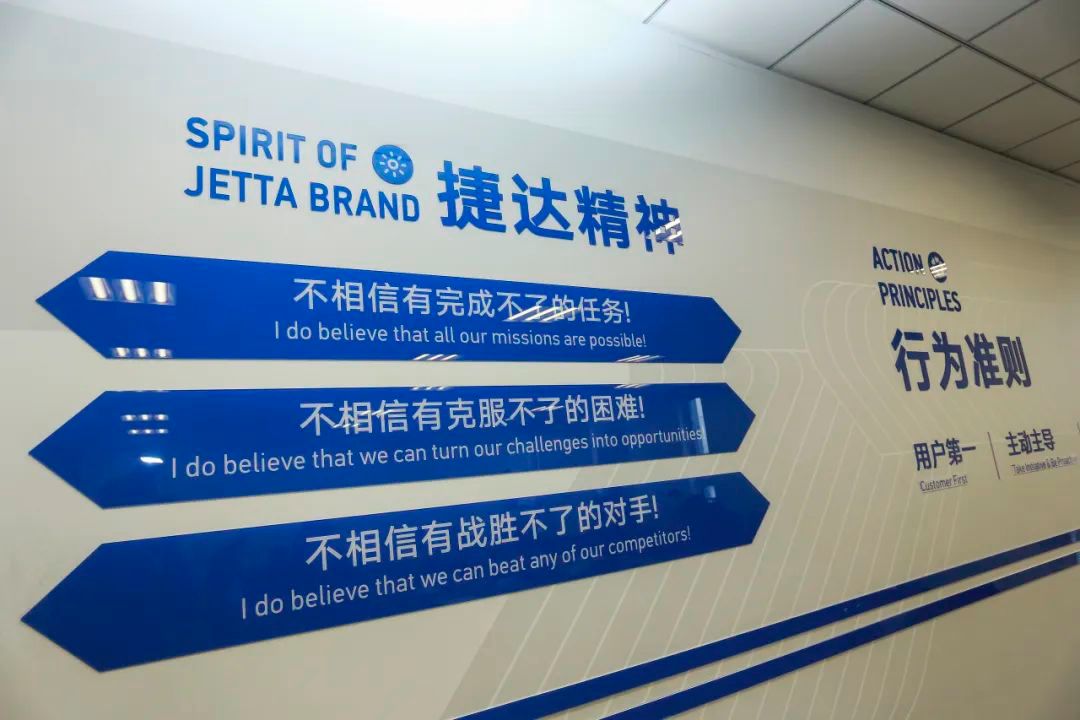 SPIRIT OF
JETTA BRAND
捷达精神
不相信有完成不了的任务!
I do believe that all our missions are possible!
不相信有克服不了的困难!
I do believe that we can turn our challenges into opportunities
不相信有战胜不了的对手!
I do believe that we can beat any of our competitors!
ACTION
PRINCIPLES
行为准则
用户第一
Customer First
主动主导
Take Initiative & Be Proactive